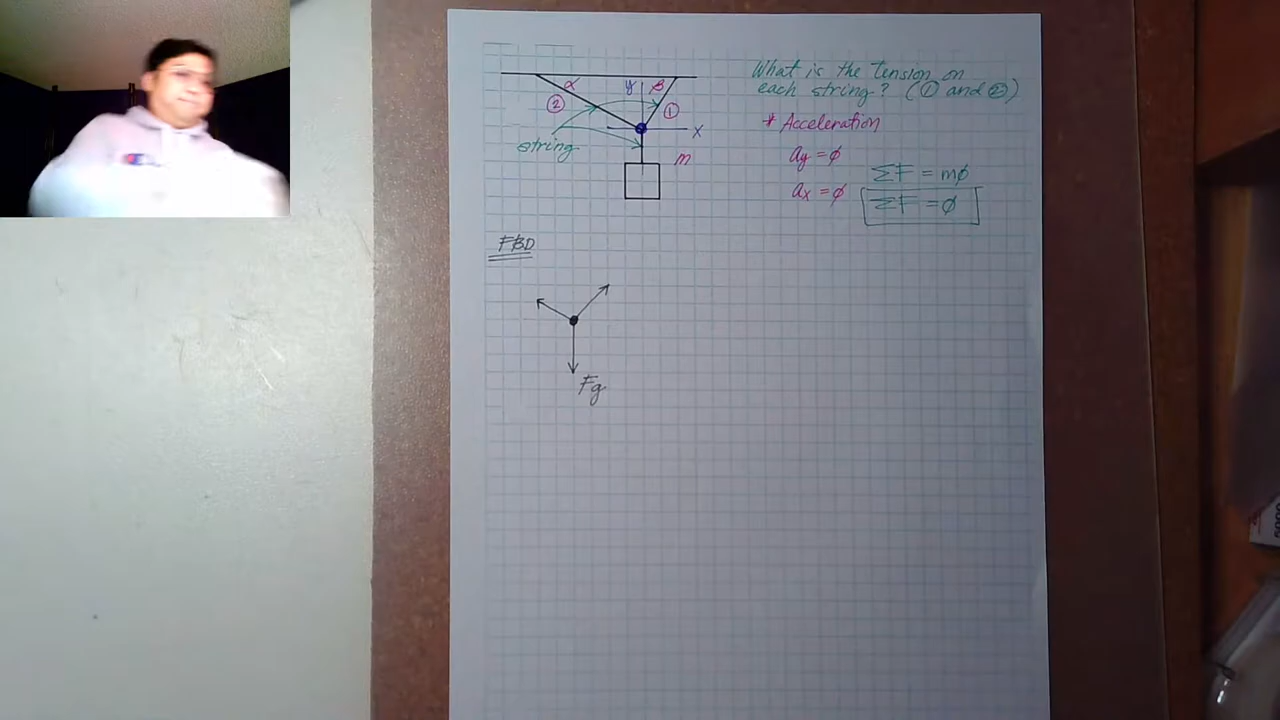 What is the tension on
each string? (① and ②)
α
y
β
②
①
x
string
m
* Acceleration
ay = ϕ
ax = ϕ
ΣF = mϕ
ΣF = ϕ
FBD
Fg